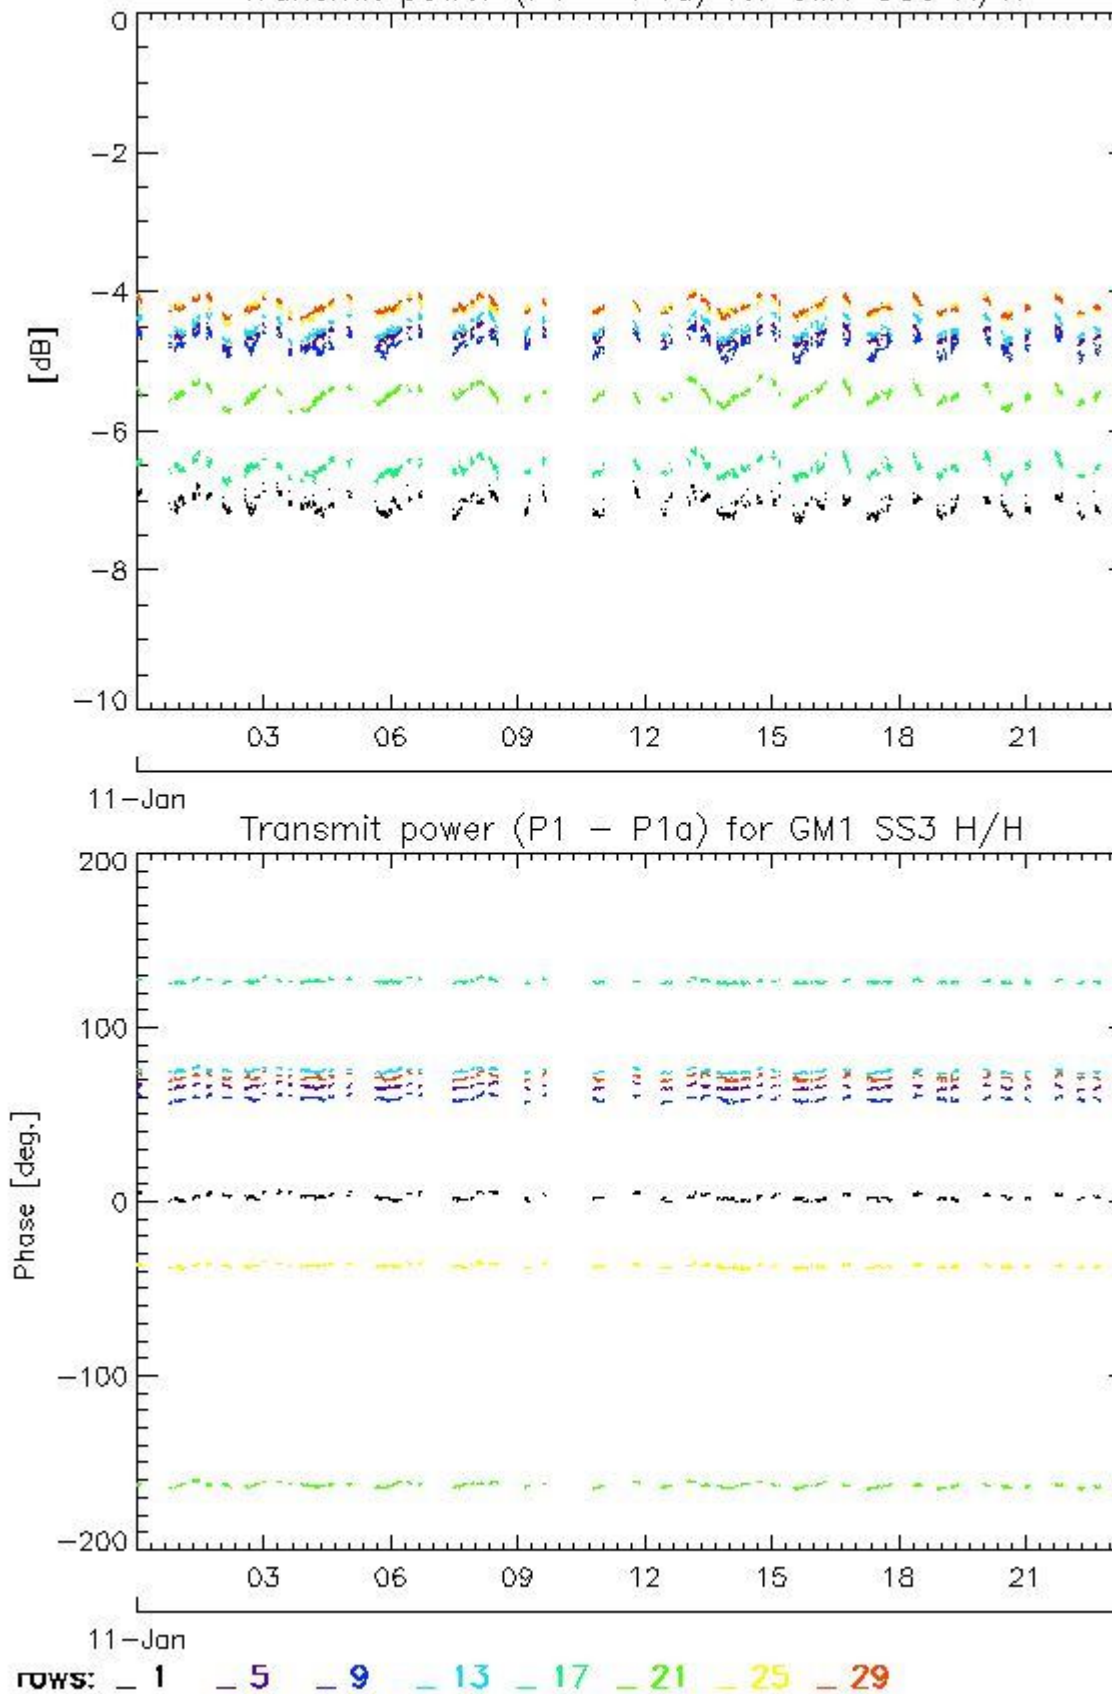 0
−2
−4
−6
−8
−10
[dB]
03 06 09 12 15 18 21
11−Jan
Transmit power (P1 − P1a) for GM1 SS3 H/H
200
100
0
−100
−200
Phase [deg.]
03 06 09 12 15 18 21
11−Jan
rows: _ 1 _ 5 _ 9 _ 13 _ 17 _ 21 _ 25 _ 29